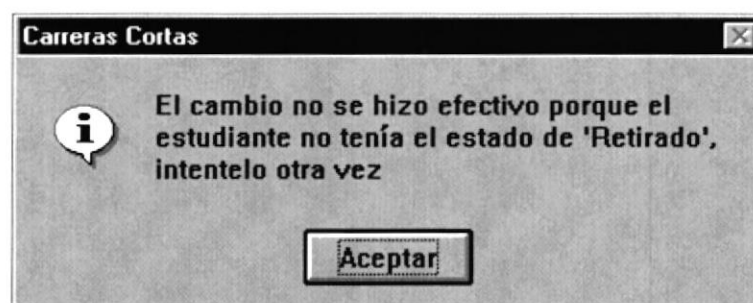 Carreras Cortas
El cambio no se hizo efectivo porque el
estudiante no tenía el estado de 'Retirado',
intentelo otra vez
Aceptar